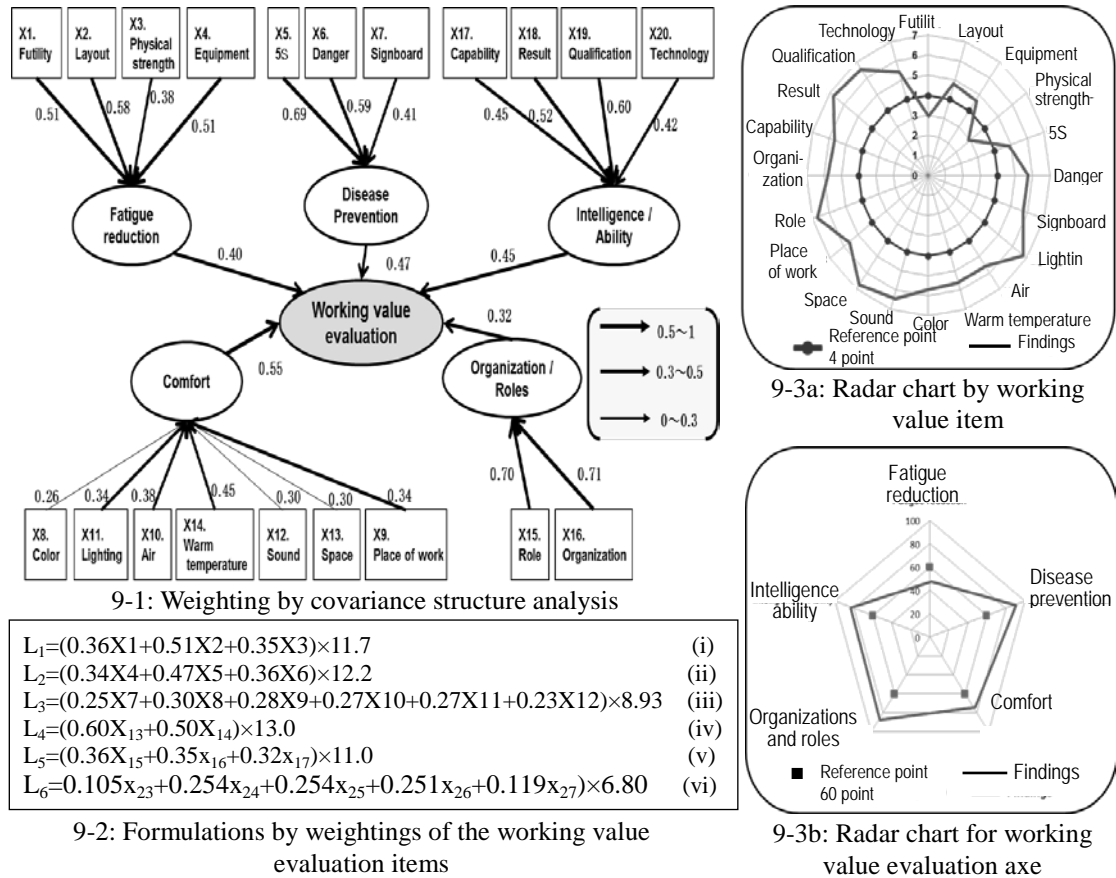 X1.
Futility
X2.
Layout
X3.
Physical
strength
X4.
Equipment
X5.
5S
X6.
Danger
X7.
Signboard
X17.
Capability
X18.
Result
X19.
Qualification
X20.
Technology
0.51
0.58
0.38
0.51
0.69
0.59
0.41
0.45
0.52
0.60
0.42
Fatigue
reduction
Disease
Prevention
Intelligence /
Ability
0.40
0.47
0.45
Working value
evaluation
0.32
0.55
Comfort
Organization /
Roles
0.5～1
0.3～0.5
0～0.3
0.26
0.34
0.38
0.45
0.30
0.30
0.34
0.70
0.71
X8.
Color
X11.
Lighting
X10.
Air
X14.
Warm
temperature
X12.
Sound
X13.
Space
X9.
Place of work
X15.
Role
X16.
Organization
9-1: Weighting by covariance structure analysis
L₁=(0.36X1+0.51X2+0.35X3)×11.7 (i)
L₂=(0.34X4+0.47X5+0.36X6)×12.2 (ii)
L₃=(0.25X7+0.30X8+0.28X9+0.27X10+0.27X11+0.23X12)×8.93 (iii)
L₄=(0.60X₁₃+0.50X₁₄)×13.0 (iv)
L₅=(0.36X₁₅+0.35x₁₆+0.32x₁₇)×11.0 (v)
L₆=0.105x₂₃+0.254x₂₄+0.254x₂₅+0.251x₂₆+0.119x₂₇)×6.80 (vi)
9-2: Formulations by weightings of the working value
evaluation items
Futilit
Layout
Equipment
Physical
strength
5S
Danger
Signboard
Lightin
Air
Warm temperature
Color
Sound
Space
Place
of work
Role
Organi-
zation
Capability
Result
Qualification
Technology
7
6
5
4
3
2
1
0
Reference point
4 point
Findings
9-3a: Radar chart by working
value item
Fatigue
reduction
100
80
60
40
20
0
Disease
prevention
Comfort
Organizations
and roles
Intelligence
ability
Reference point
60 point
Findings
9-3b: Radar chart for working
value evaluation axe